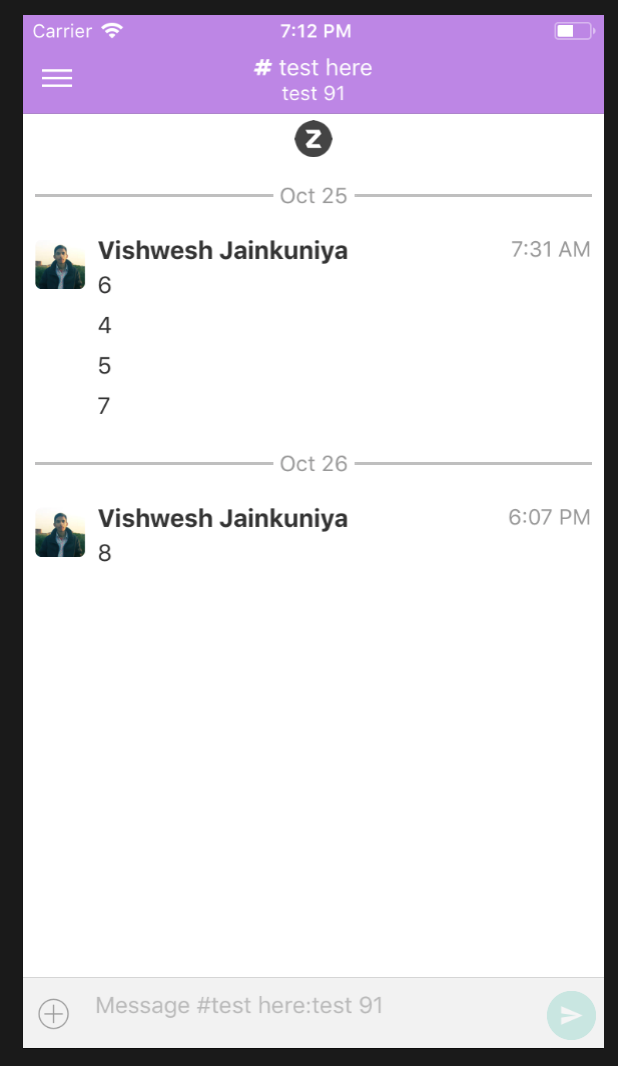 Carrier 7:12 PM
# test here
test 91
Z
Oct 25
Vishwesh Jainkuniya 7:31 AM
6
4
5
7
Oct 26
Vishwesh Jainkuniya 6:07 PM
8
Message #test here:test 91